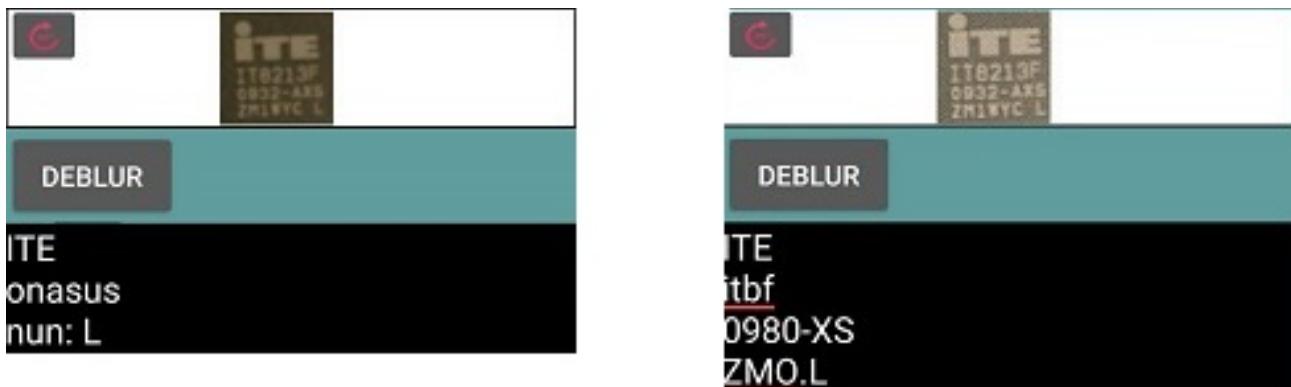 iTE
IT8213F
0932-AXS
ZM1WYC L
DEBLUR
ITE
onasus
nun: L
iTE
IT8213F
0932-AXS
ZM1WYC L
DEBLUR
ITE
itbf
0980-XS
ZMO.L